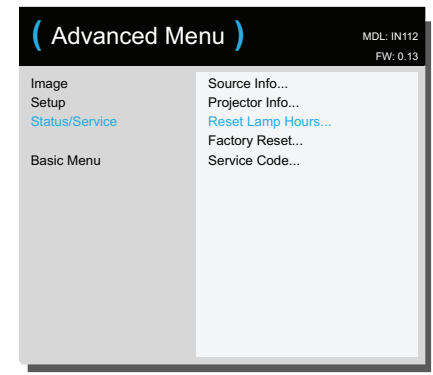 ( Advanced Menu )
MDL: IN112
FW: 0.13
Image
Setup
Status/Service
Basic Menu
Source Info...
Projector Info...
Reset Lamp Hours...
Factory Reset...
Service Code...